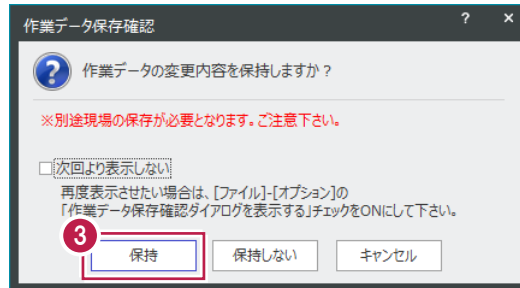 作業データ保存確認
? ×
作業データの変更内容を保持しますか?
※別途現場の保存が必要となります。ご注意下さい。
次回より表示しない
再度表示させたい場合は、[ファイル]-[オプション]の
「作業データ保存確認ダイアログを表示する」チェックをONにして下さい。
3
保持 保持しない キャンセル